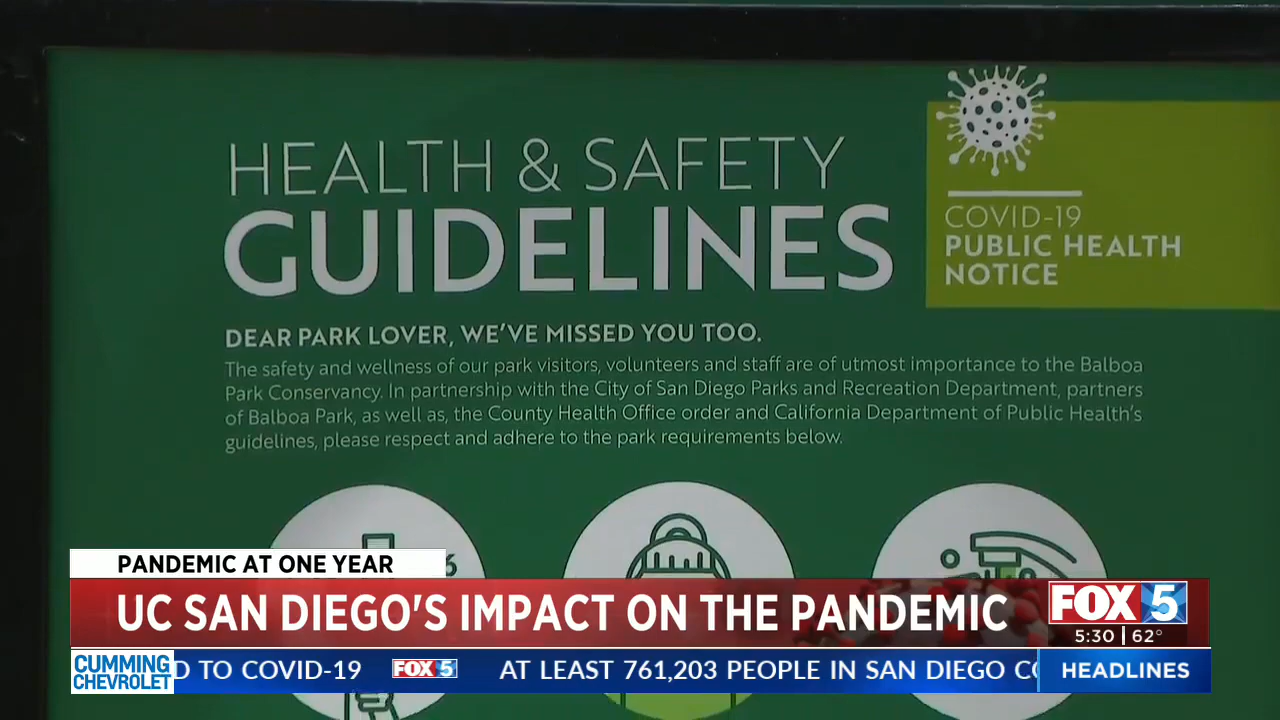 HEALTH & SAFETY
GUIDELINES
COVID-19
PUBLIC HEALTH
NOTICE
DEAR PARK LOVER, WE'VE MISSED YOU TOO.
The safety and wellness of our park visitors, volunteers and staff are of utmost importance to the Balboa
Park Conservancy. In partnership with the City of San Diego Parks and Recreation Department, partners
of Balboa Park, as well as, the County Health Office order and California Department of Public Health's
guidelines, please respect and adhere to the park requirements below.
6
PANDEMIC AT ONE YEAR
UC SAN DIEGO'S IMPACT ON THE PANDEMIC
FOX 5
5:30 | 62°
CUMMING
CHEVROLET
D TO COVID-19 FOX 5 AT LEAST 761,203 PEOPLE IN SAN DIEGO
HEADLINES